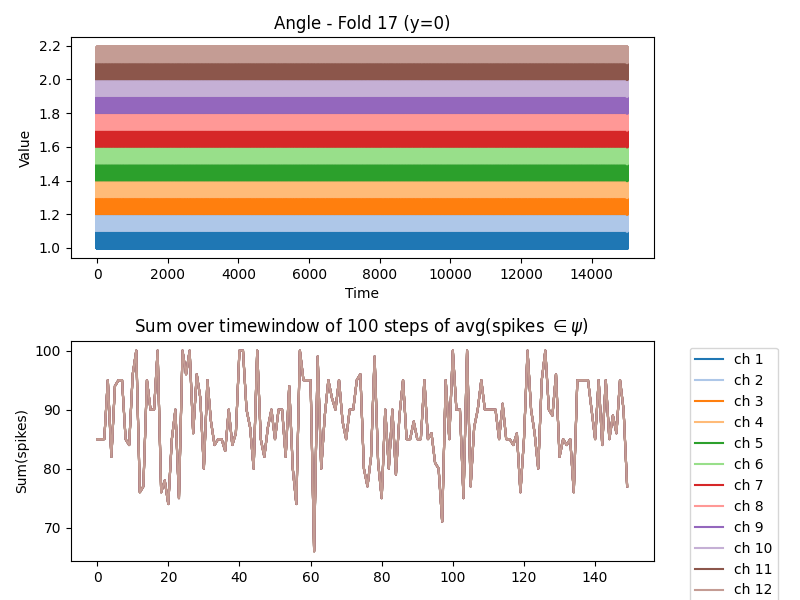 Angle - Fold 17 (y=0)
2.2
2.0
1.8
1.6
1.4
1.2
1.0
Value
0 2000 4000 6000 8000 10000 12000 14000
Time
Sum over timewindow of 100 steps of avg(spikes ∈ψ)
100
90
80
70
Sum(spikes)
0 20 40 60 80 100 120 140
ch 1
ch 2
ch 3
ch 4
ch 5
ch 6
ch 7
ch 8
ch 9
ch 10
ch 11
ch 12